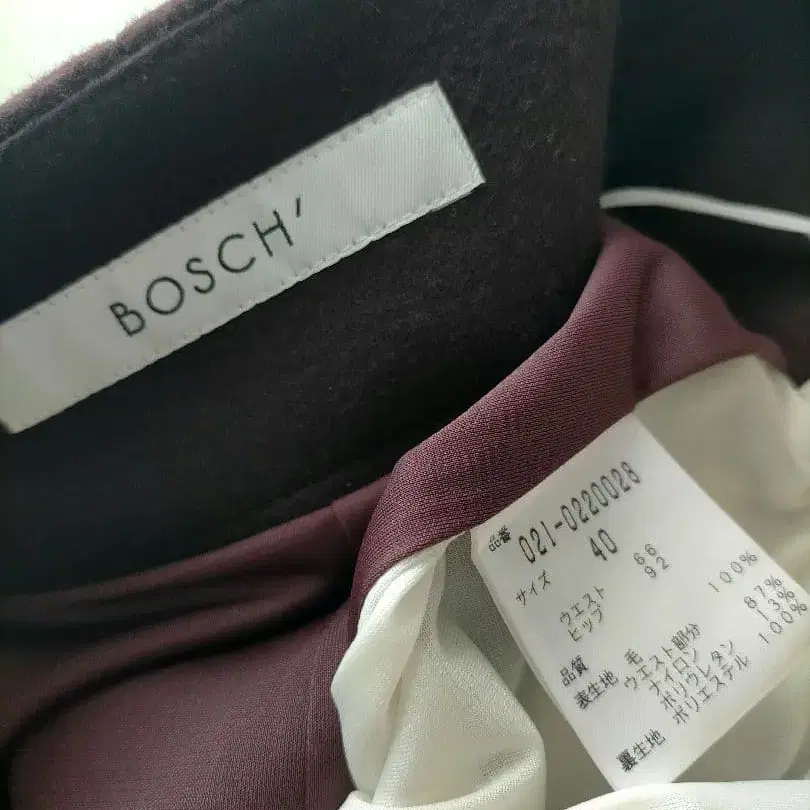 BOSCH'
品番 021-0220028
サイズ 40
ウエスト 66
ヒップ 92
品質
表生地 毛 100%
ウエスト部分
ナイロン 87%
ポリウレタン 13%
裏生地 ポリエステル 100%